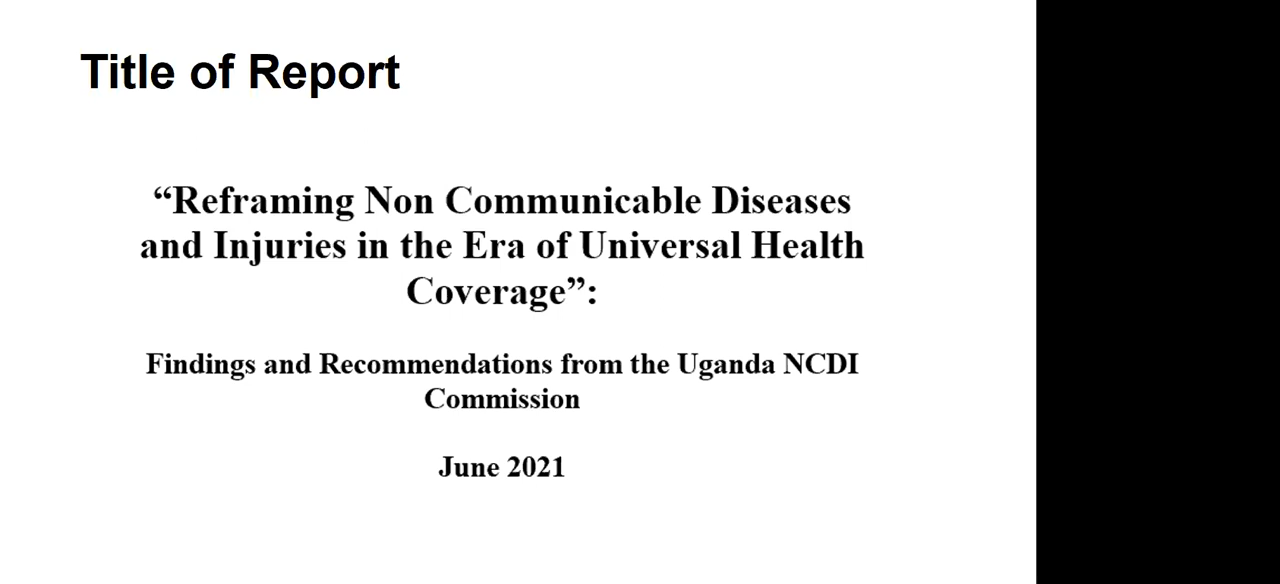 Title of Report
“Reframing Non Communicable Diseases
and Injuries in the Era of Universal Health
Coverage”:
Findings and Recommendations from the Uganda NCDI
Commission
June 2021